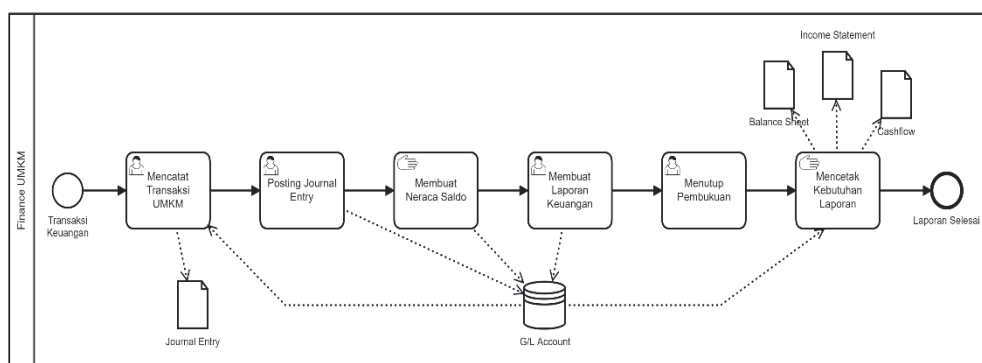 Finance UMKM
Income Statement
Balance Sheet
Cashflow
Transaksi
Keuangan
Mencatat
Transaksi
UMKM
Posting Journal
Entry
Membuat
Neraca Saldo
Membuat
Laporan
Keuangan
Menutup
Pembukuan
Mencetak
Kebutuhan
Laporan
Laporan Selesai
Journal Entry
G/L Account